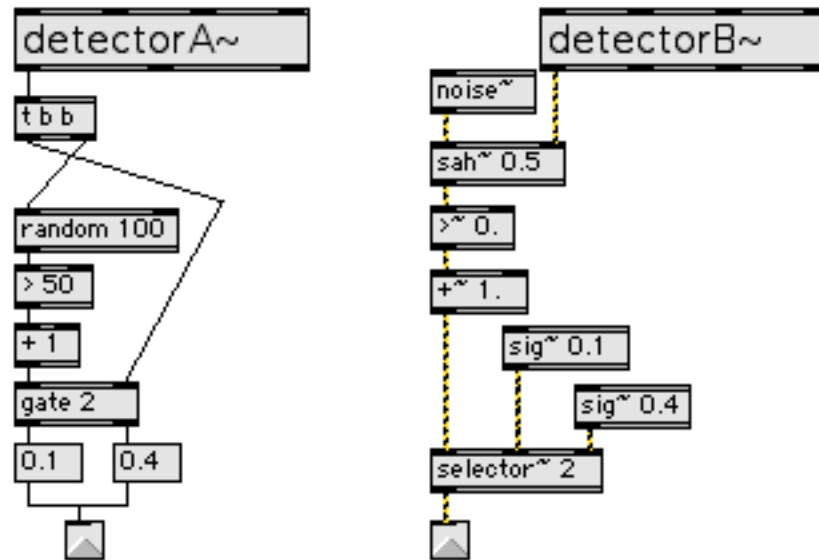 detectorA~
t b b
random 100
> 50
+ 1
gate 2
0.1
0.4
detectorB~
noise~
sah~ 0.5
>~ 0.
+~ 1.
sig~ 0.1
sig~ 0.4
selector~ 2